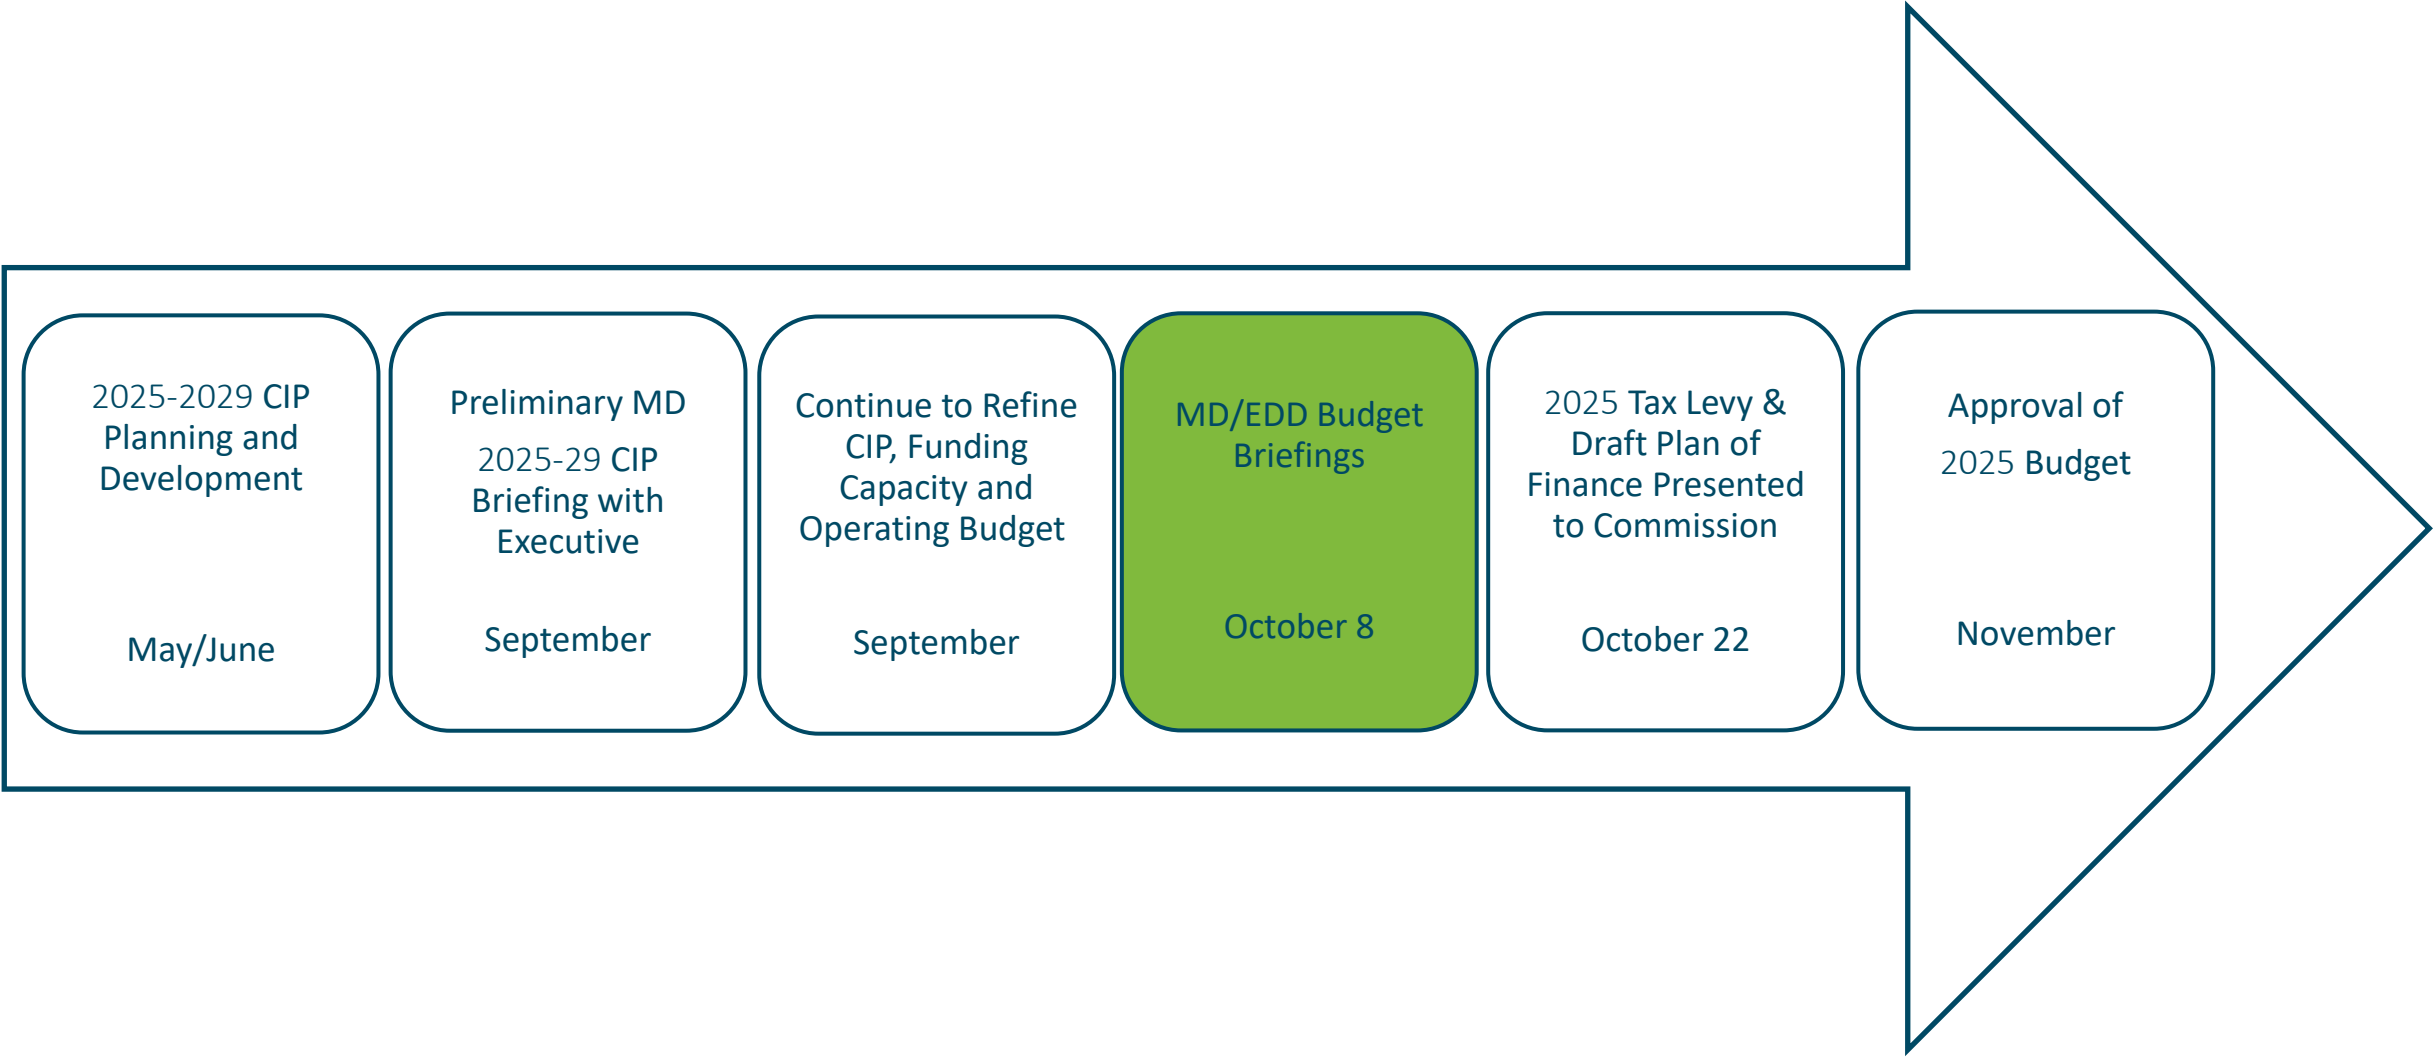 2025-2029 CIP
Planning and
Development
May/June
Preliminary MD
2025-29 CIP
Briefing with
Executive
September
Continue to Refine
CIP, Funding
Capacity and
Operating Budget
September
MD/EDD Budget
Briefings
October 8
2025 Tax Levy &
Draft Plan of
Finance Presented
to Commission
October 22
Approval of
2025 Budget
November